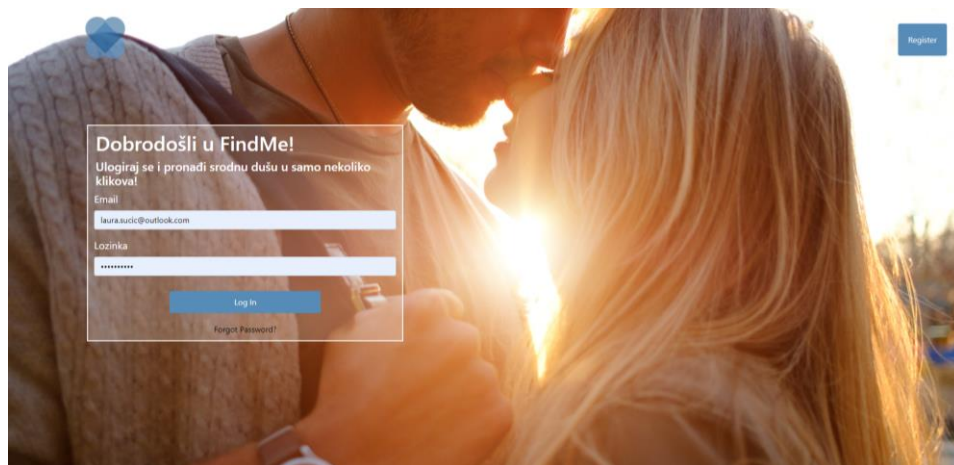 Register
Dobrodošli u FindMe!
Ulogiraj se i pronađi srodnu dušu u samo nekoliko
klikova!
Email
laura.sucic@outlook.com
Lozinka
••••••••••
Log In
Forgot Password?